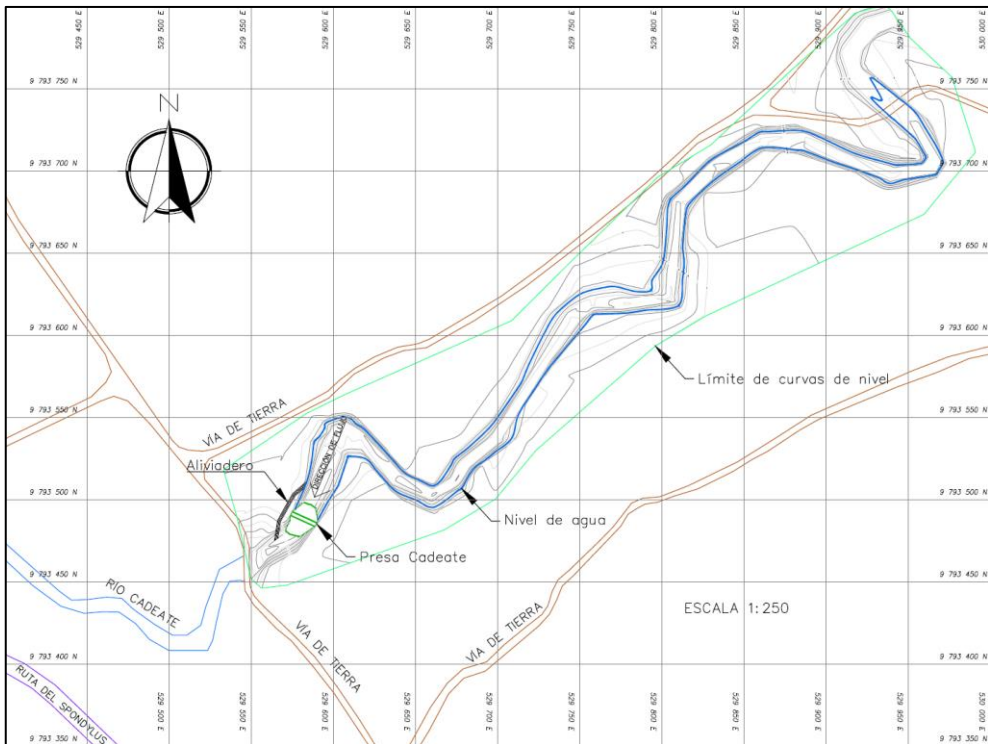 529 450 E
529 500 E
529 550 E
529 600 E
529 650 E
529 700 E
529 750 E
529 800 E
529 850 E
529 900 E
529 950 E
530 000 E
9 793 750 N
9 793 750 N
N
9 793 700 N
9 793 700 N
9 793 650 N
9 793 650 N
9 793 600 N
9 793 600 N
Límite de curvas de nivel
9 793 550 N
9 793 550 N
VÍA DE TIERRA
DIRECCIÓN DE FLUJO
Aliviadero
9 793 500 N
9 793 500 N
Nivel de agua
Presa Cadeate
9 793 450 N
9 793 450 N
RIO CADEATE
ESCALA 1:250
VÍA DE TIERRA
VÍA DE TIERRA
9 793 400 N
9 793 400 N
RUTA DEL SPONDYLUS
529 500 E
529 550 E
529 600 E
529 650 E
529 700 E
529 750 E
529 800 E
529 850 E
529 900 E
529 950 E
530 000 E
9 793 350 N
9 793 350 N